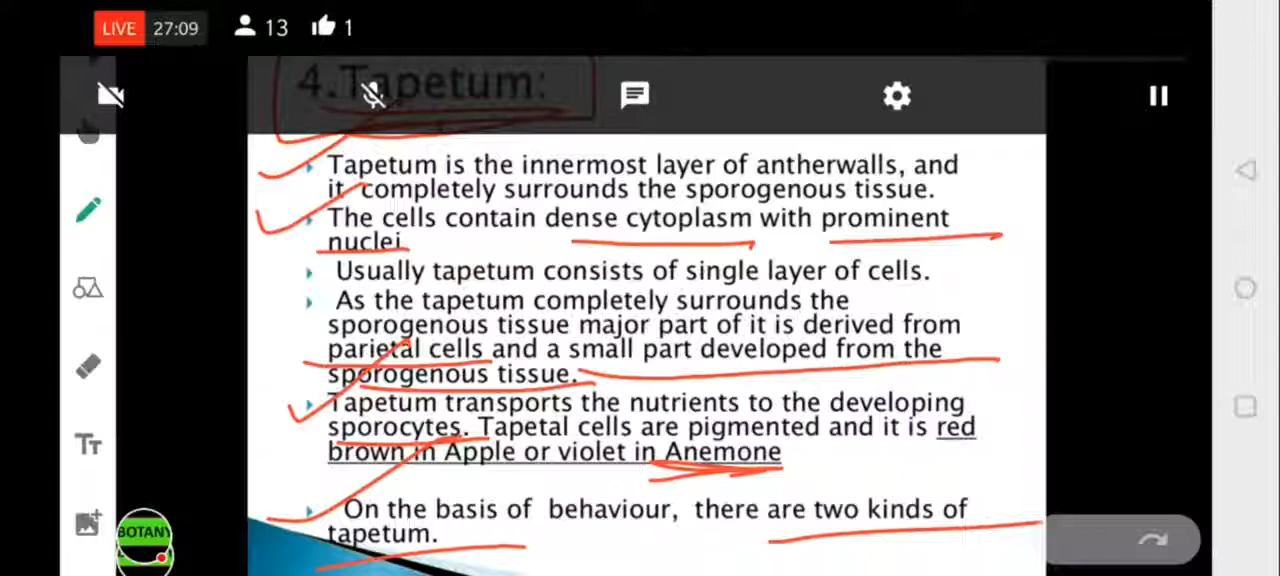 LIVE 27:09 13 1
4.Tapetum:
Tapetum is the innermost layer of antherwalls, and
it completely surrounds the sporogenous tissue.
The cells contain dense cytoplasm with prominent
nuclei
Usually tapetum consists of single layer of cells.
As the tapetum completely surrounds the
sporogenous tissue major part of it is derived from
parietal cells and a small part developed from the
sporogenous tissue.
Tapetum transports the nutrients to the developing
sporocytes. Tapetal cells are pigmented and it is red
brown in Apple or violet in Anemone
On the basis of behaviour, there are two kinds of
tapetum.
TT
BOTANY